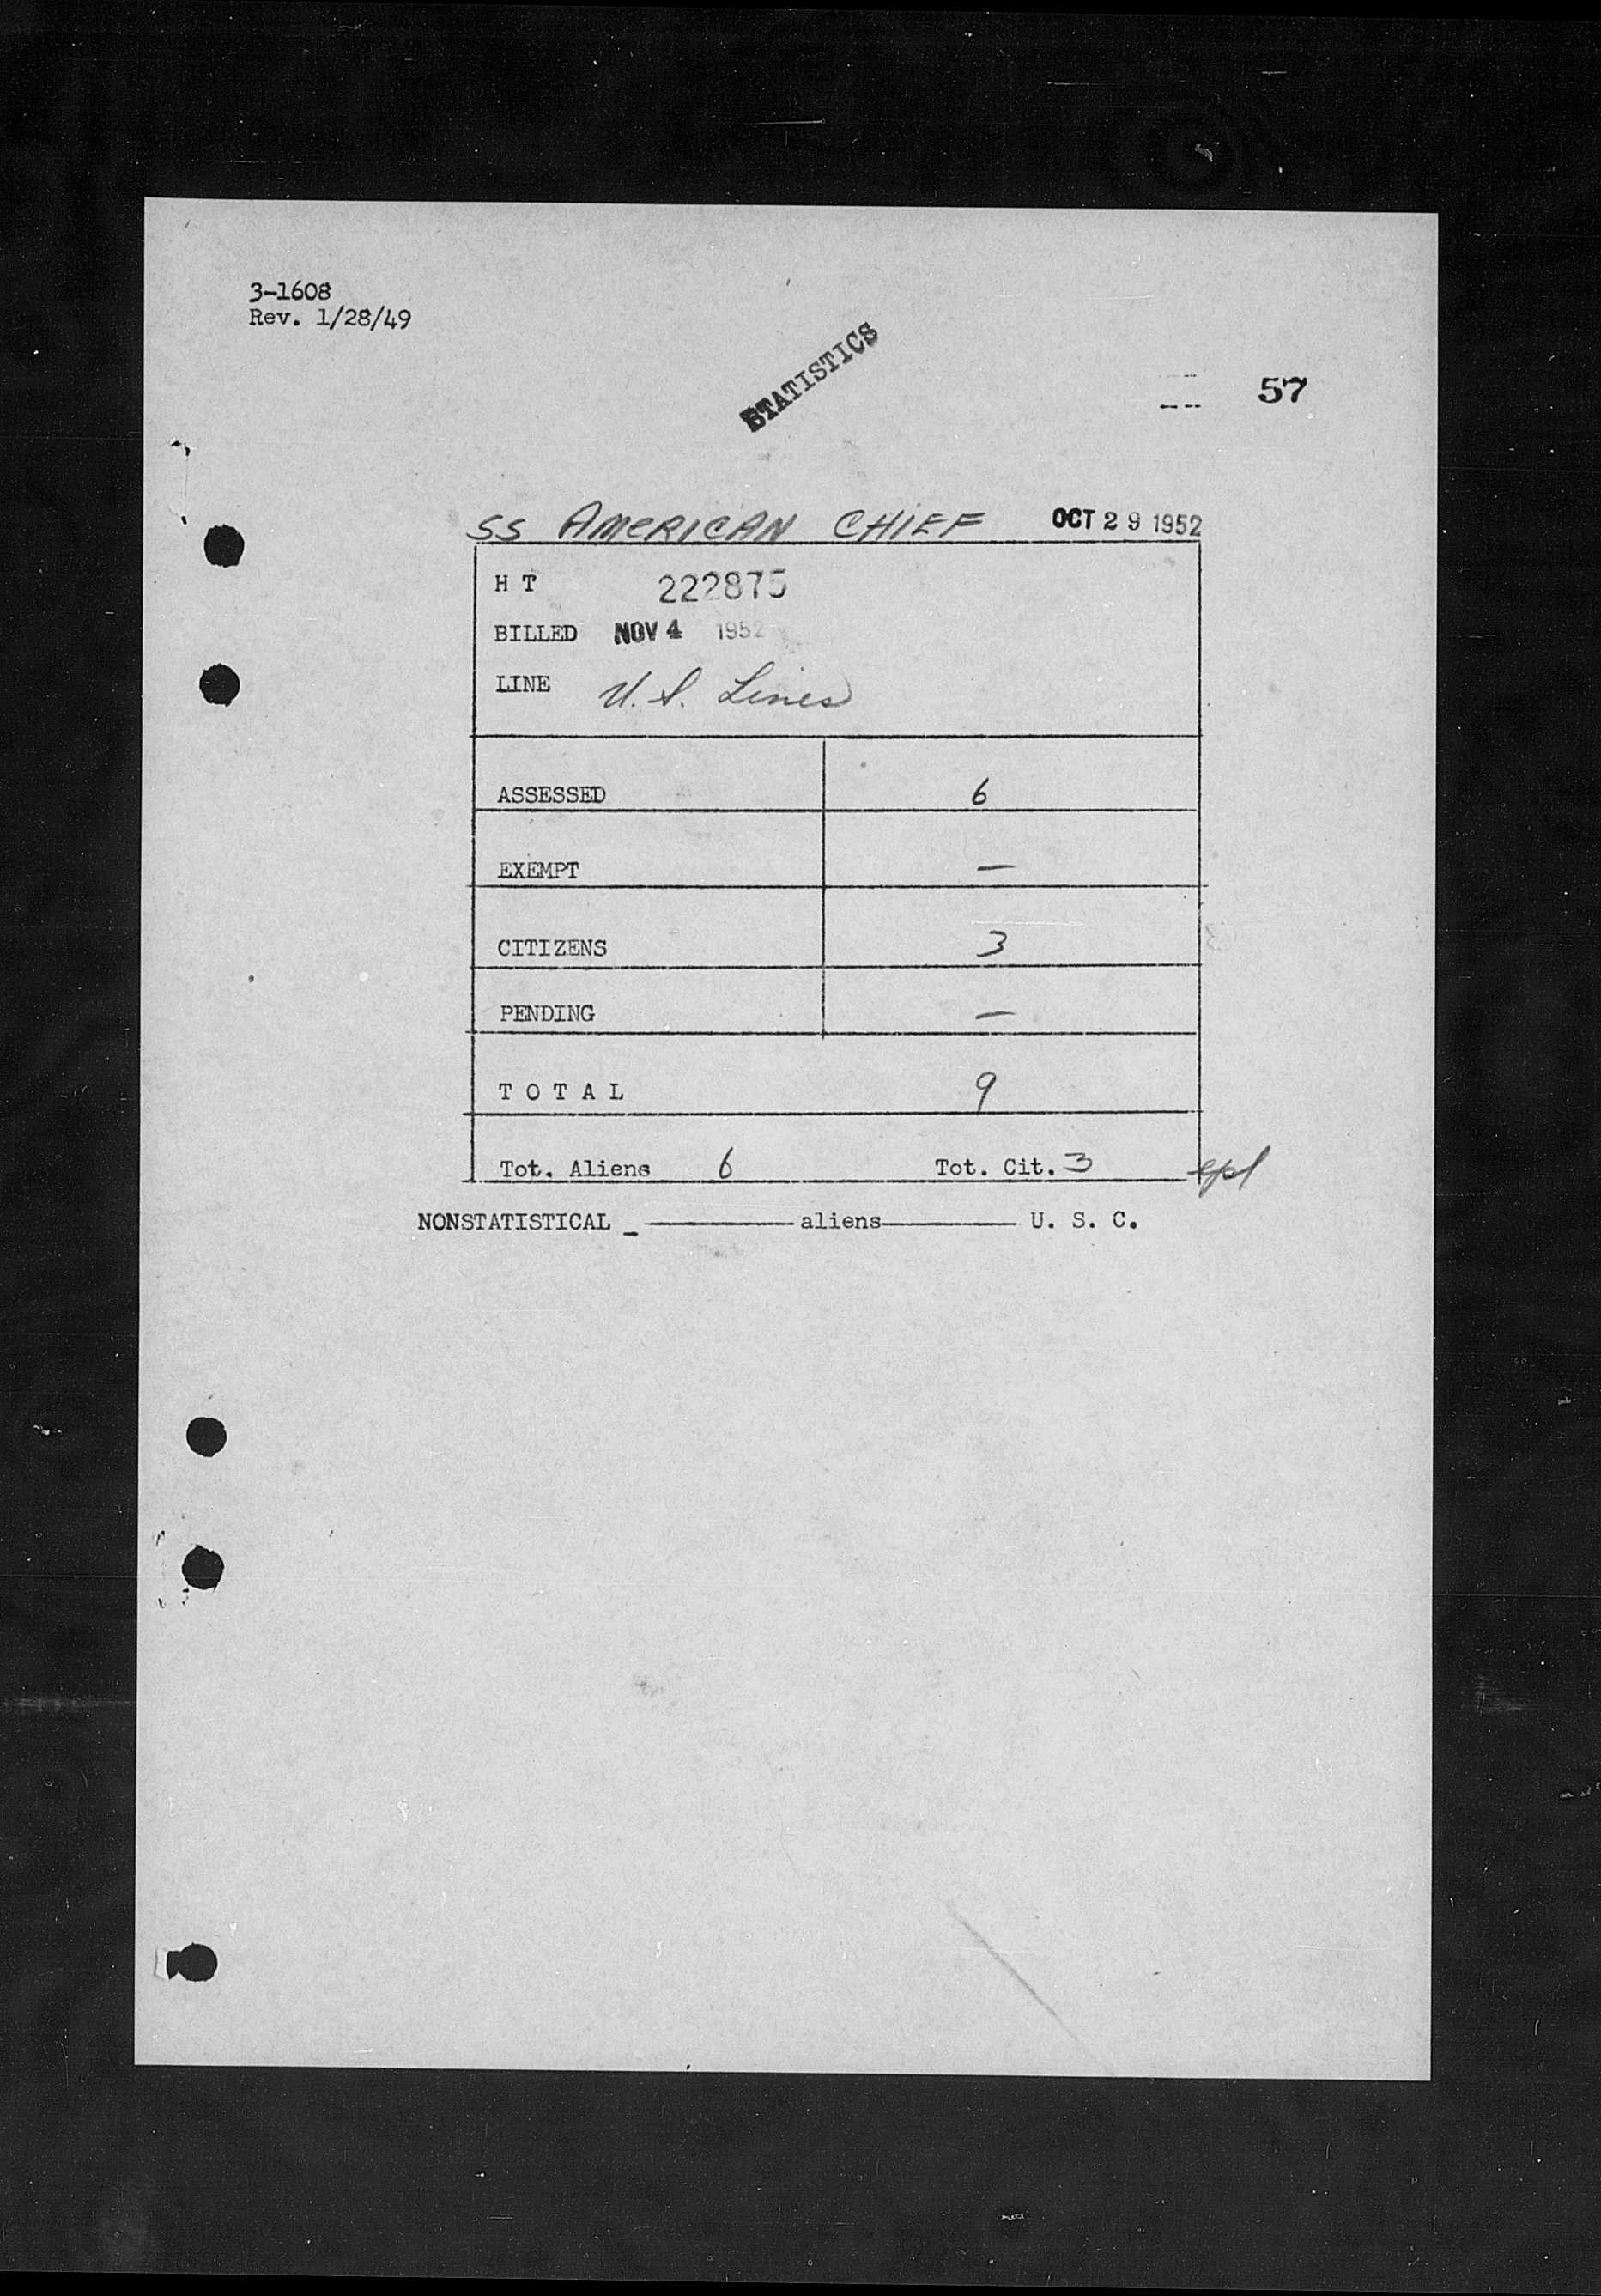 3-1608
Rev. 1/28/49
STATISTICS
57
SS AMERICAN CHIEF OCT 29 1952
H T 222875
BILLED NOV 4 1952
LINE U. S. Lines
ASSESSED 6
EXEMPT —
CITIZENS 3
PENDING —
T O T A L 9
Tot. Aliens 6 Tot. Cit. 3
NONSTATISTICAL _ ——— aliens ——— U. S. C.